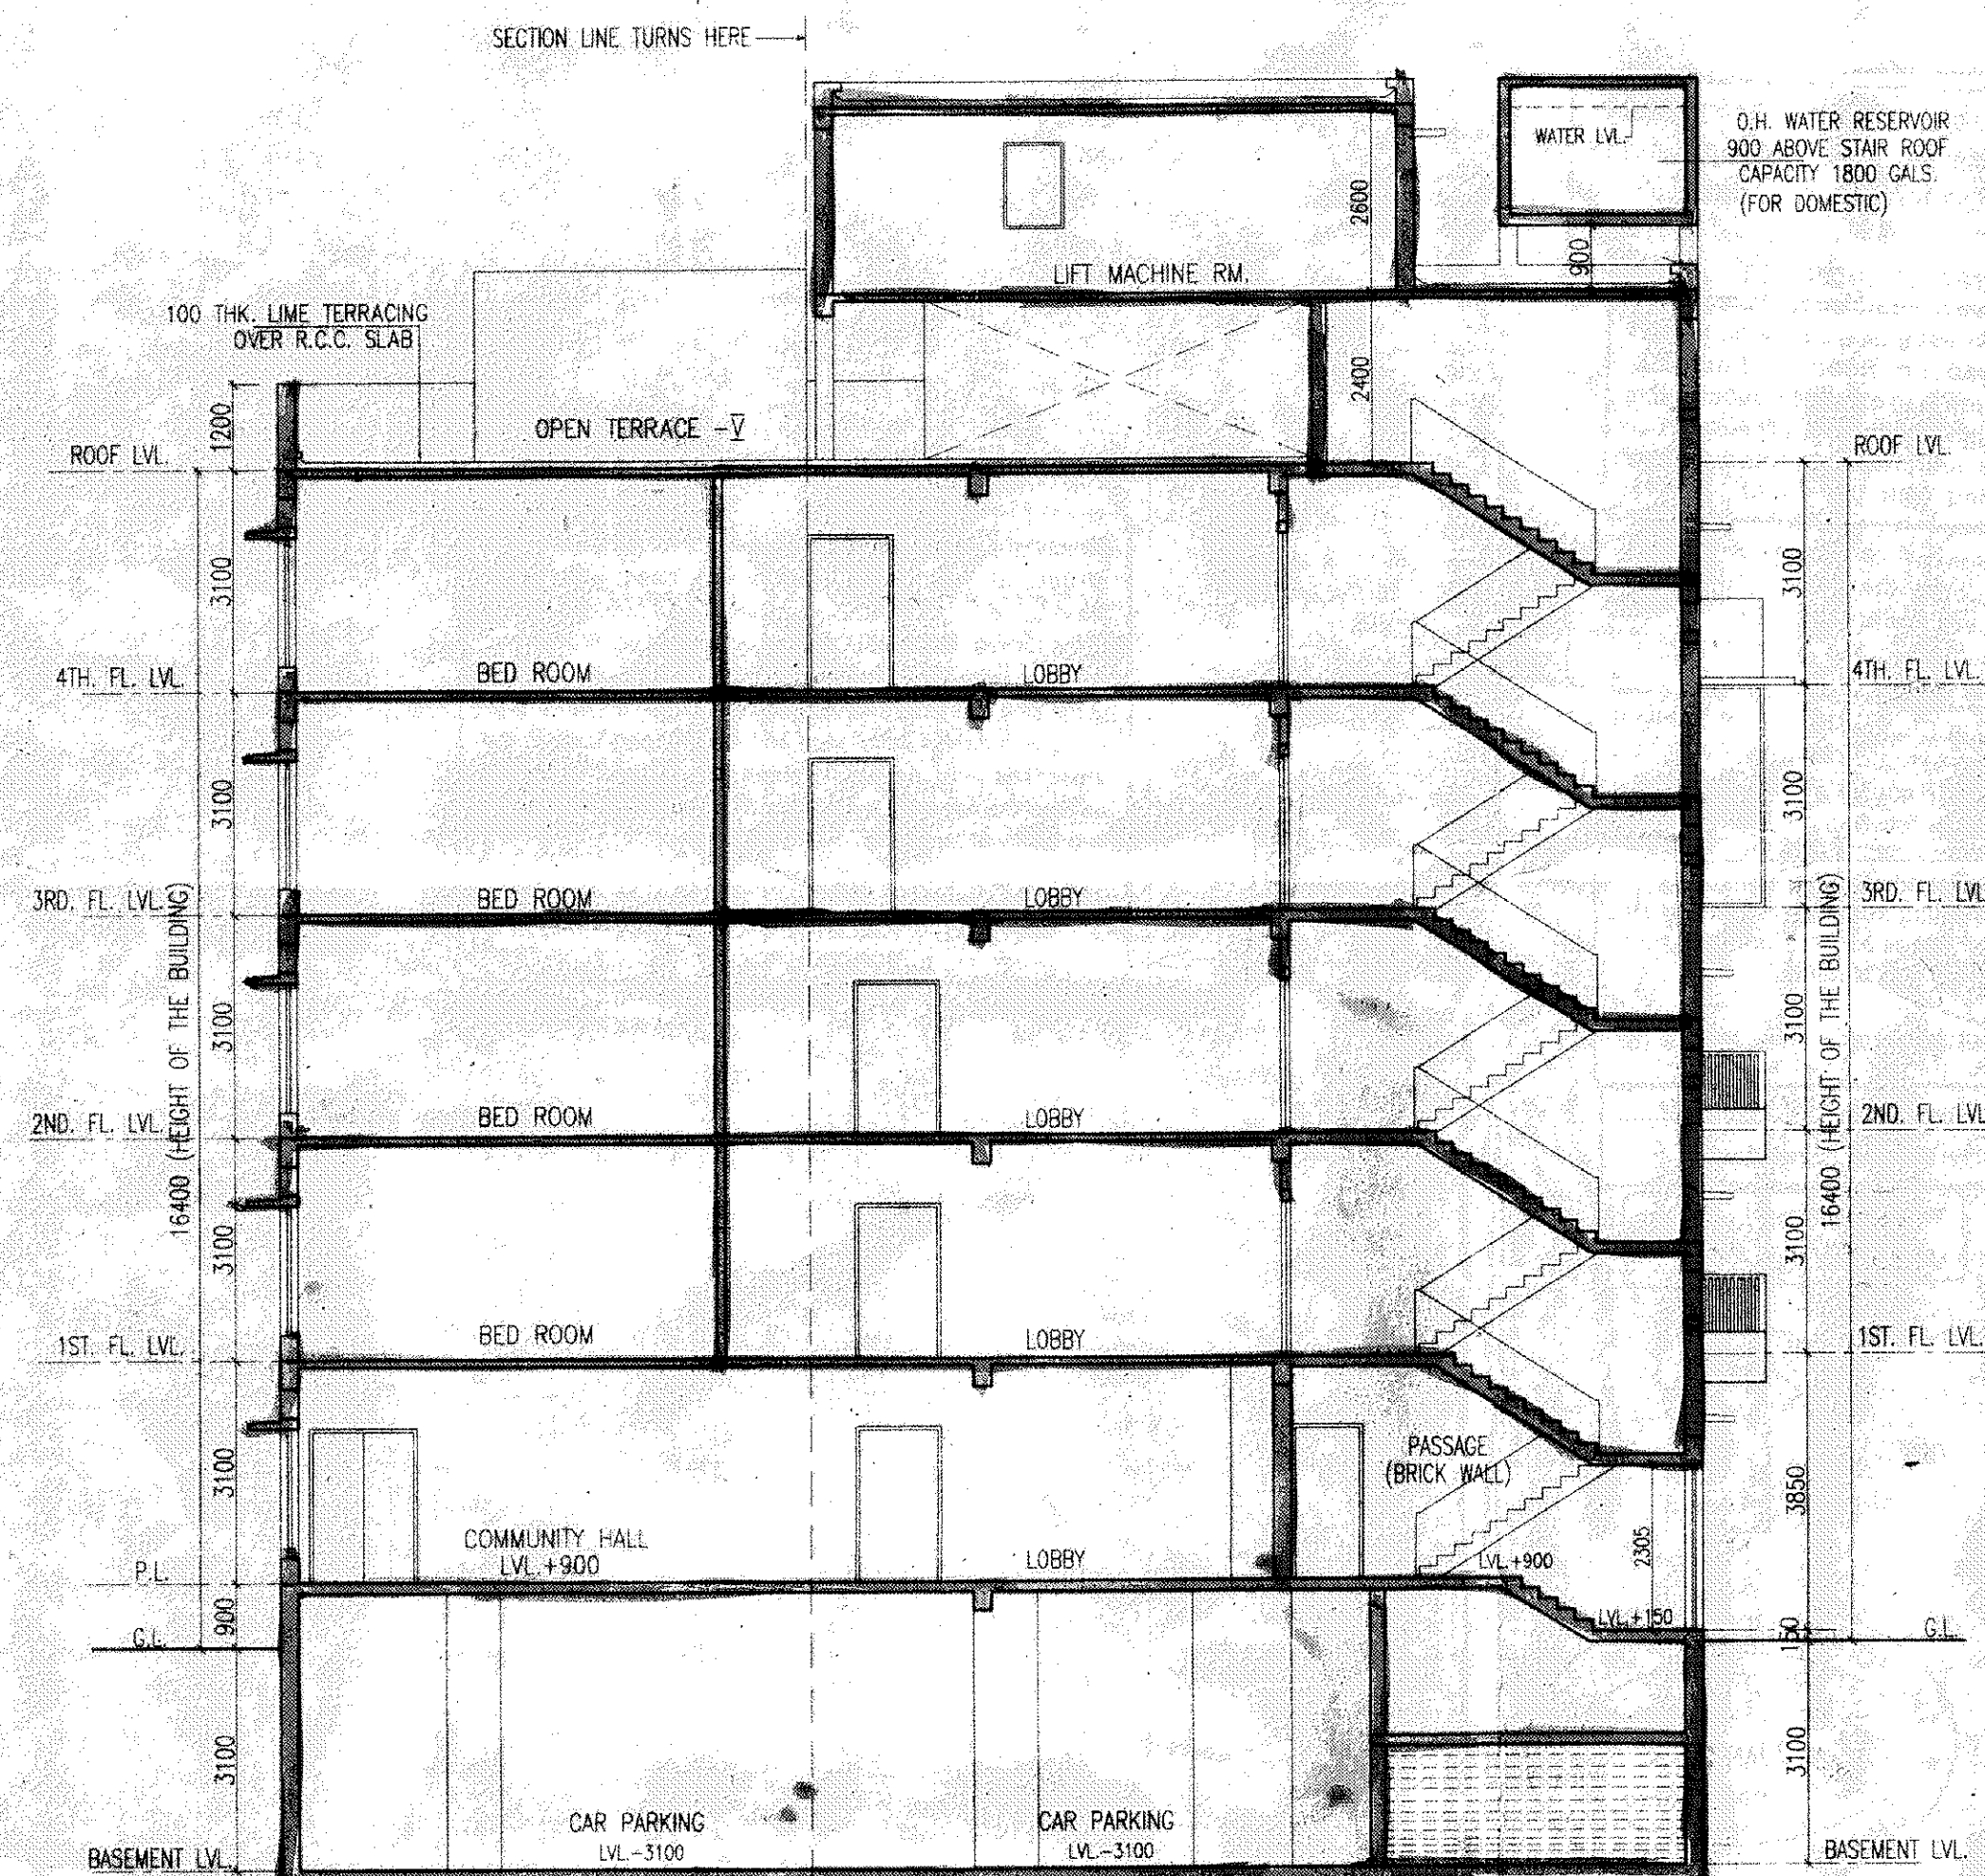 SECTION LINE TURNS HERE
WATER LVL.
O.H. WATER RESERVOIR
900 ABOVE STAIR ROOF
CAPACITY 1800 GALS.
(FOR DOMESTIC)
2600
900
LIFT MACHINE RM.
100 THK. LIME TERRACING
OVER R.C.C. SLAB
2400
1200
OPEN TERRACE -V
ROOF LVL.
ROOF LVL.
3100
3100
BED ROOM
LOBBY
4TH. FL. LVL.
4TH. FL. LVL.
3100
3100
3RD. FL. LVL.
BED ROOM
LOBBY
3RD. FL. LVL
16400 (HEIGHT OF THE BUILDING)
16400 (HEIGHT OF THE BUILDING)
3100
3100
2ND. FL. LVL.
BED ROOM
LOBBY
2ND. FL. LVL
3100
3100
1ST. FL. LVL.
BED ROOM
LOBBY
1ST. FL. LVL.
3100
PASSAGE
(BRICK WALL)
3850
2305
COMMUNITY HALL
LVL.+900
LOBBY
LVL.+900
P.L.
900
LVL.+150
150
G.L.
G.L.
3100
3100
CAR PARKING
LVL.-3100
CAR PARKING
LVL.-3100
BASEMENT LVL.
BASEMENT LVL.